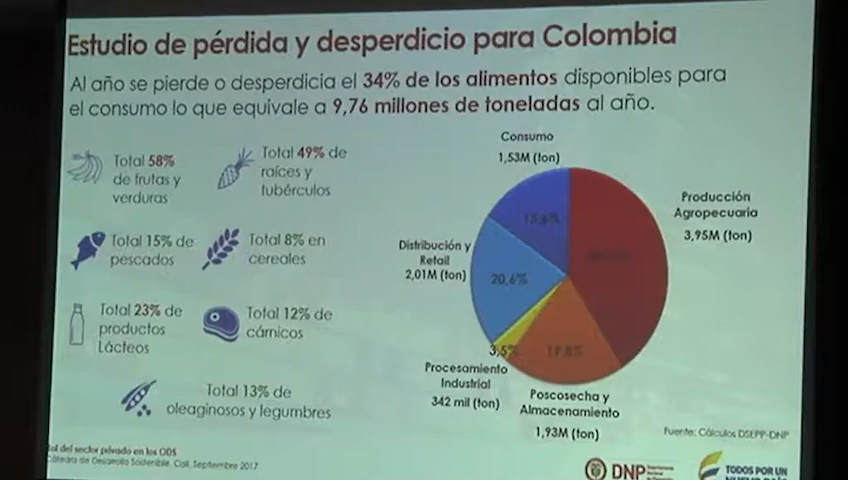 Estudio de pérdida y desperdicio para Colombia
Al año se pierde o desperdicia el 34% de los alimentos disponibles para
el consumo lo que equivale a 9,76 millones de toneladas al año.
Total 58%
de frutas y
verduras
Total 49% de
raíces y
tubérculos
Total 15% de
pescados
Total 8% en
cereales
Total 23% de
productos
Lácteos
Total 12% de
cárnicos
Total 13% de
oleaginosos y legumbres
Consumo
1,53M (ton)
Producción
Agropecuaria
3,95M (ton)
Distribución y
Retail
2,01M (ton)
20,6%
3,5%
19,8%
Procesamiento
Industrial
342 mil (ton)
Poscosecha y
Almacenamiento
1,93M (ton)
Fuente: Cálculos DSEPP-DNP
Rol del sector privado en los ODS
Cátedra de Desarrollo Sostenible. Cali, Septiembre 2017
DNP
TODOS POR UN